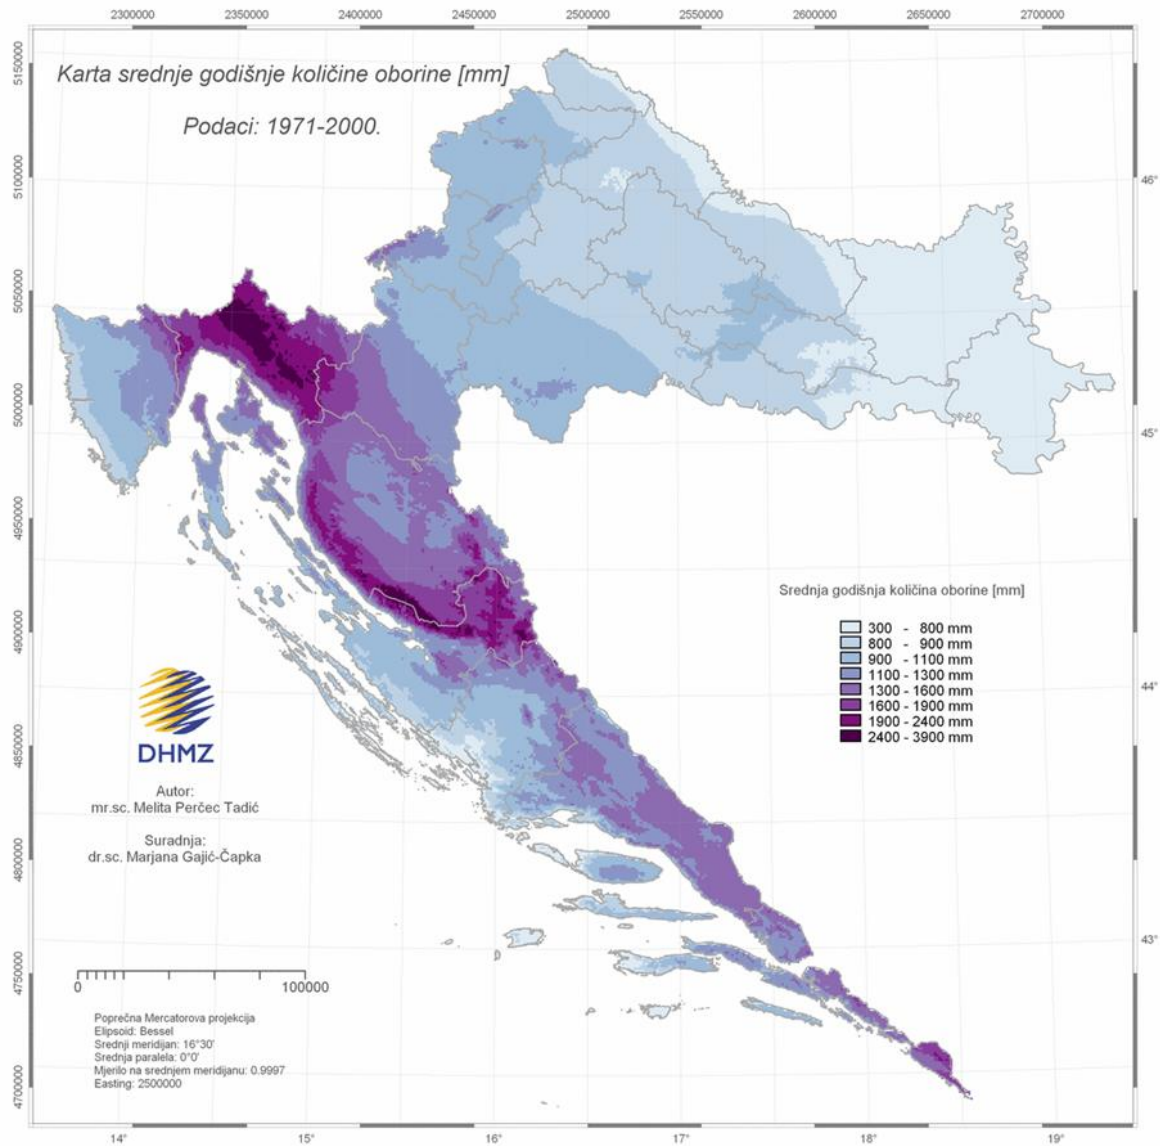 2300000 2350000 2400000 2450000 2500000 2550000 2600000 2650000 2700000
Karta srednje godišnje količine oborine [mm]
Podaci: 1971-2000.
5150000
5100000
5050000
5000000
4950000
4900000
4850000
4800000
4750000
4700000
46°
45°
44°
43°
Srednja godišnja količina oborine [mm]
300 - 800 mm
800 - 900 mm
900 - 1100 mm
1100 - 1300 mm
1300 - 1600 mm
1600 - 1900 mm
1900 - 2400 mm
2400 - 3900 mm
DHMZ
Autor:
mr.sc. Melita Perčec Tadić
Suradnja:
dr.sc. Marjana Gajić-Čapka
0 100000
Poprečna Mercatorova projekcija
Elipsoid: Bessel
Srednji meridijan: 16°30'
Srednja paralela: 0°0'
Mjerilo na srednjem meridijanu: 0.9997
Easting: 2500000
14° 15° 16° 17° 18° 19°